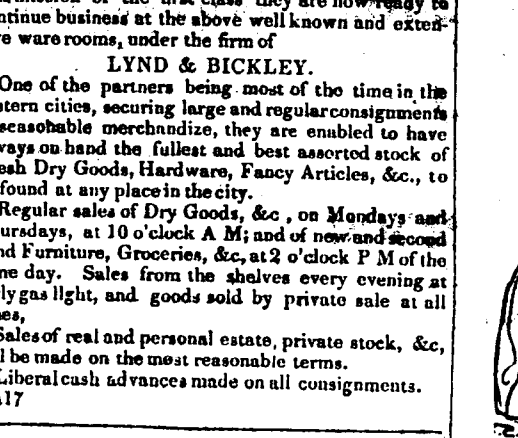 ntinue business at the above well known and exten-
e ware rooms, under the firm of
LYND & BICKLEY.
One of the partners being most of the time in the
stern cities, securing large and regular consignments
seasonable merchandize, they are enabled to have
ways on hand the fullest and best assorted stock of
esh Dry Goods, Hardware, Fancy Articles, &c., to
found at any place in the city.
Regular sales of Dry Goods, &c , on Mondays and
ursdays, at 10 o'clock A M; and of new and second
nd Furniture, Groceries, &c, at 2 o'clock P M of the
me day. Sales from the shelves every evening at
ly gas light, and goods sold by private sale at all
es,
Sales of real and personal estate, private stock, &c,
l be made on the most reasonable terms.
Liberal cash advances made on all consignments.
17